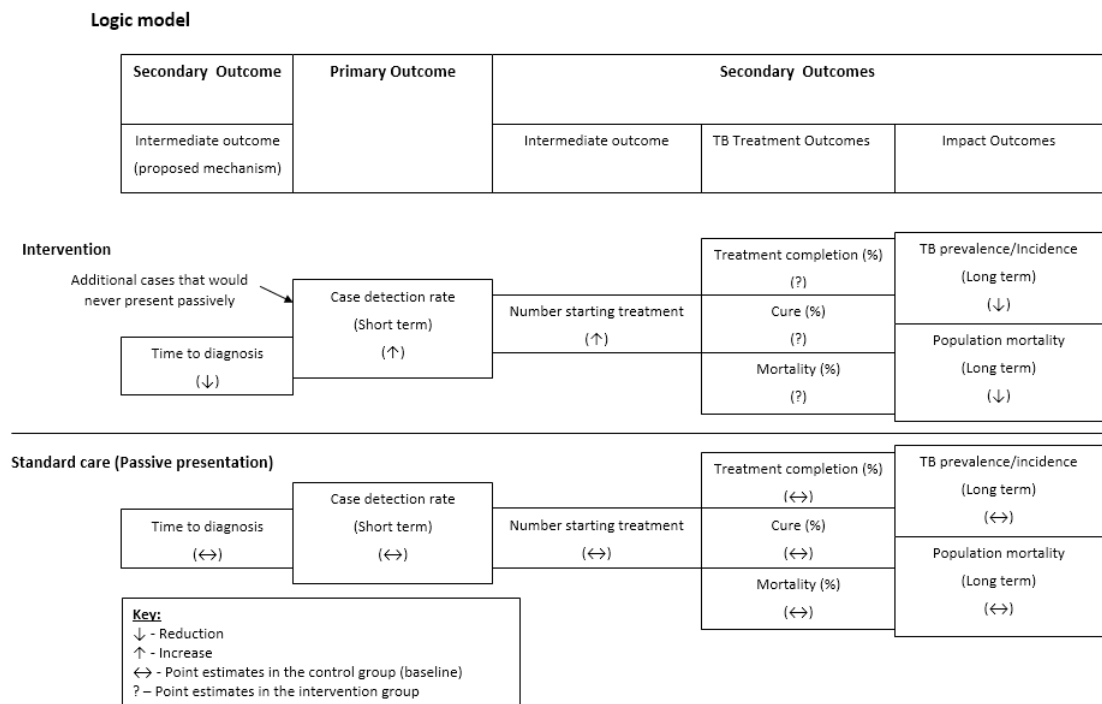 Logic model
Secondary Outcome
Primary Outcome
Secondary Outcomes
Intermediate outcome
(proposed mechanism)
Intermediate outcome
TB Treatment Outcomes
Impact Outcomes
Intervention
Additional cases that would
never present passively
Time to diagnosis
(↓)
Case detection rate
(Short term)
(↑)
Number starting treatment
(↑)
Treatment completion (%)
(?)
Cure (%)
(?)
Mortality (%)
(?)
TB prevalence/Incidence
(Long term)
(↓)
Population mortality
(Long term)
(↓)
Standard care (Passive presentation)
Time to diagnosis
(↔)
Case detection rate
(Short term)
(↔)
Number starting treatment
(↔)
Treatment completion (%)
(↔)
Cure (%)
(↔)
Mortality (%)
(↔)
TB prevalence/incidence
(Long term)
(↔)
Population mortality
(Long term)
(↔)
Key:
↓ - Reduction
↑ - Increase
↔ - Point estimates in the control group (baseline)
? – Point estimates in the intervention group